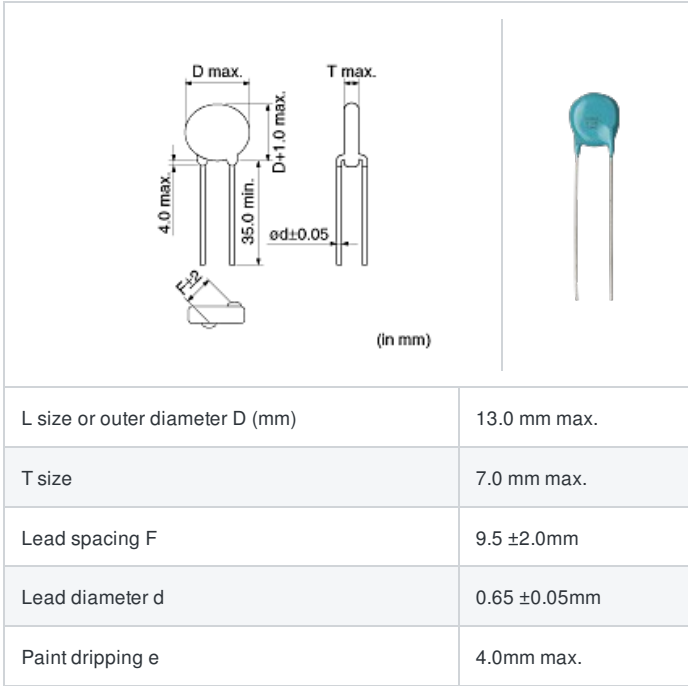 D max.
T max.
D+1.0 max.
4.0 max.
35.0 min.
ød±0.05
F±2
(in mm)
L size or outer diameter D (mm)
13.0 mm max.
T size
7.0 mm max.
Lead spacing F
9.5 ±2.0mm
Lead diameter d
0.65 ±0.05mm
Paint dripping e
4.0mm max.